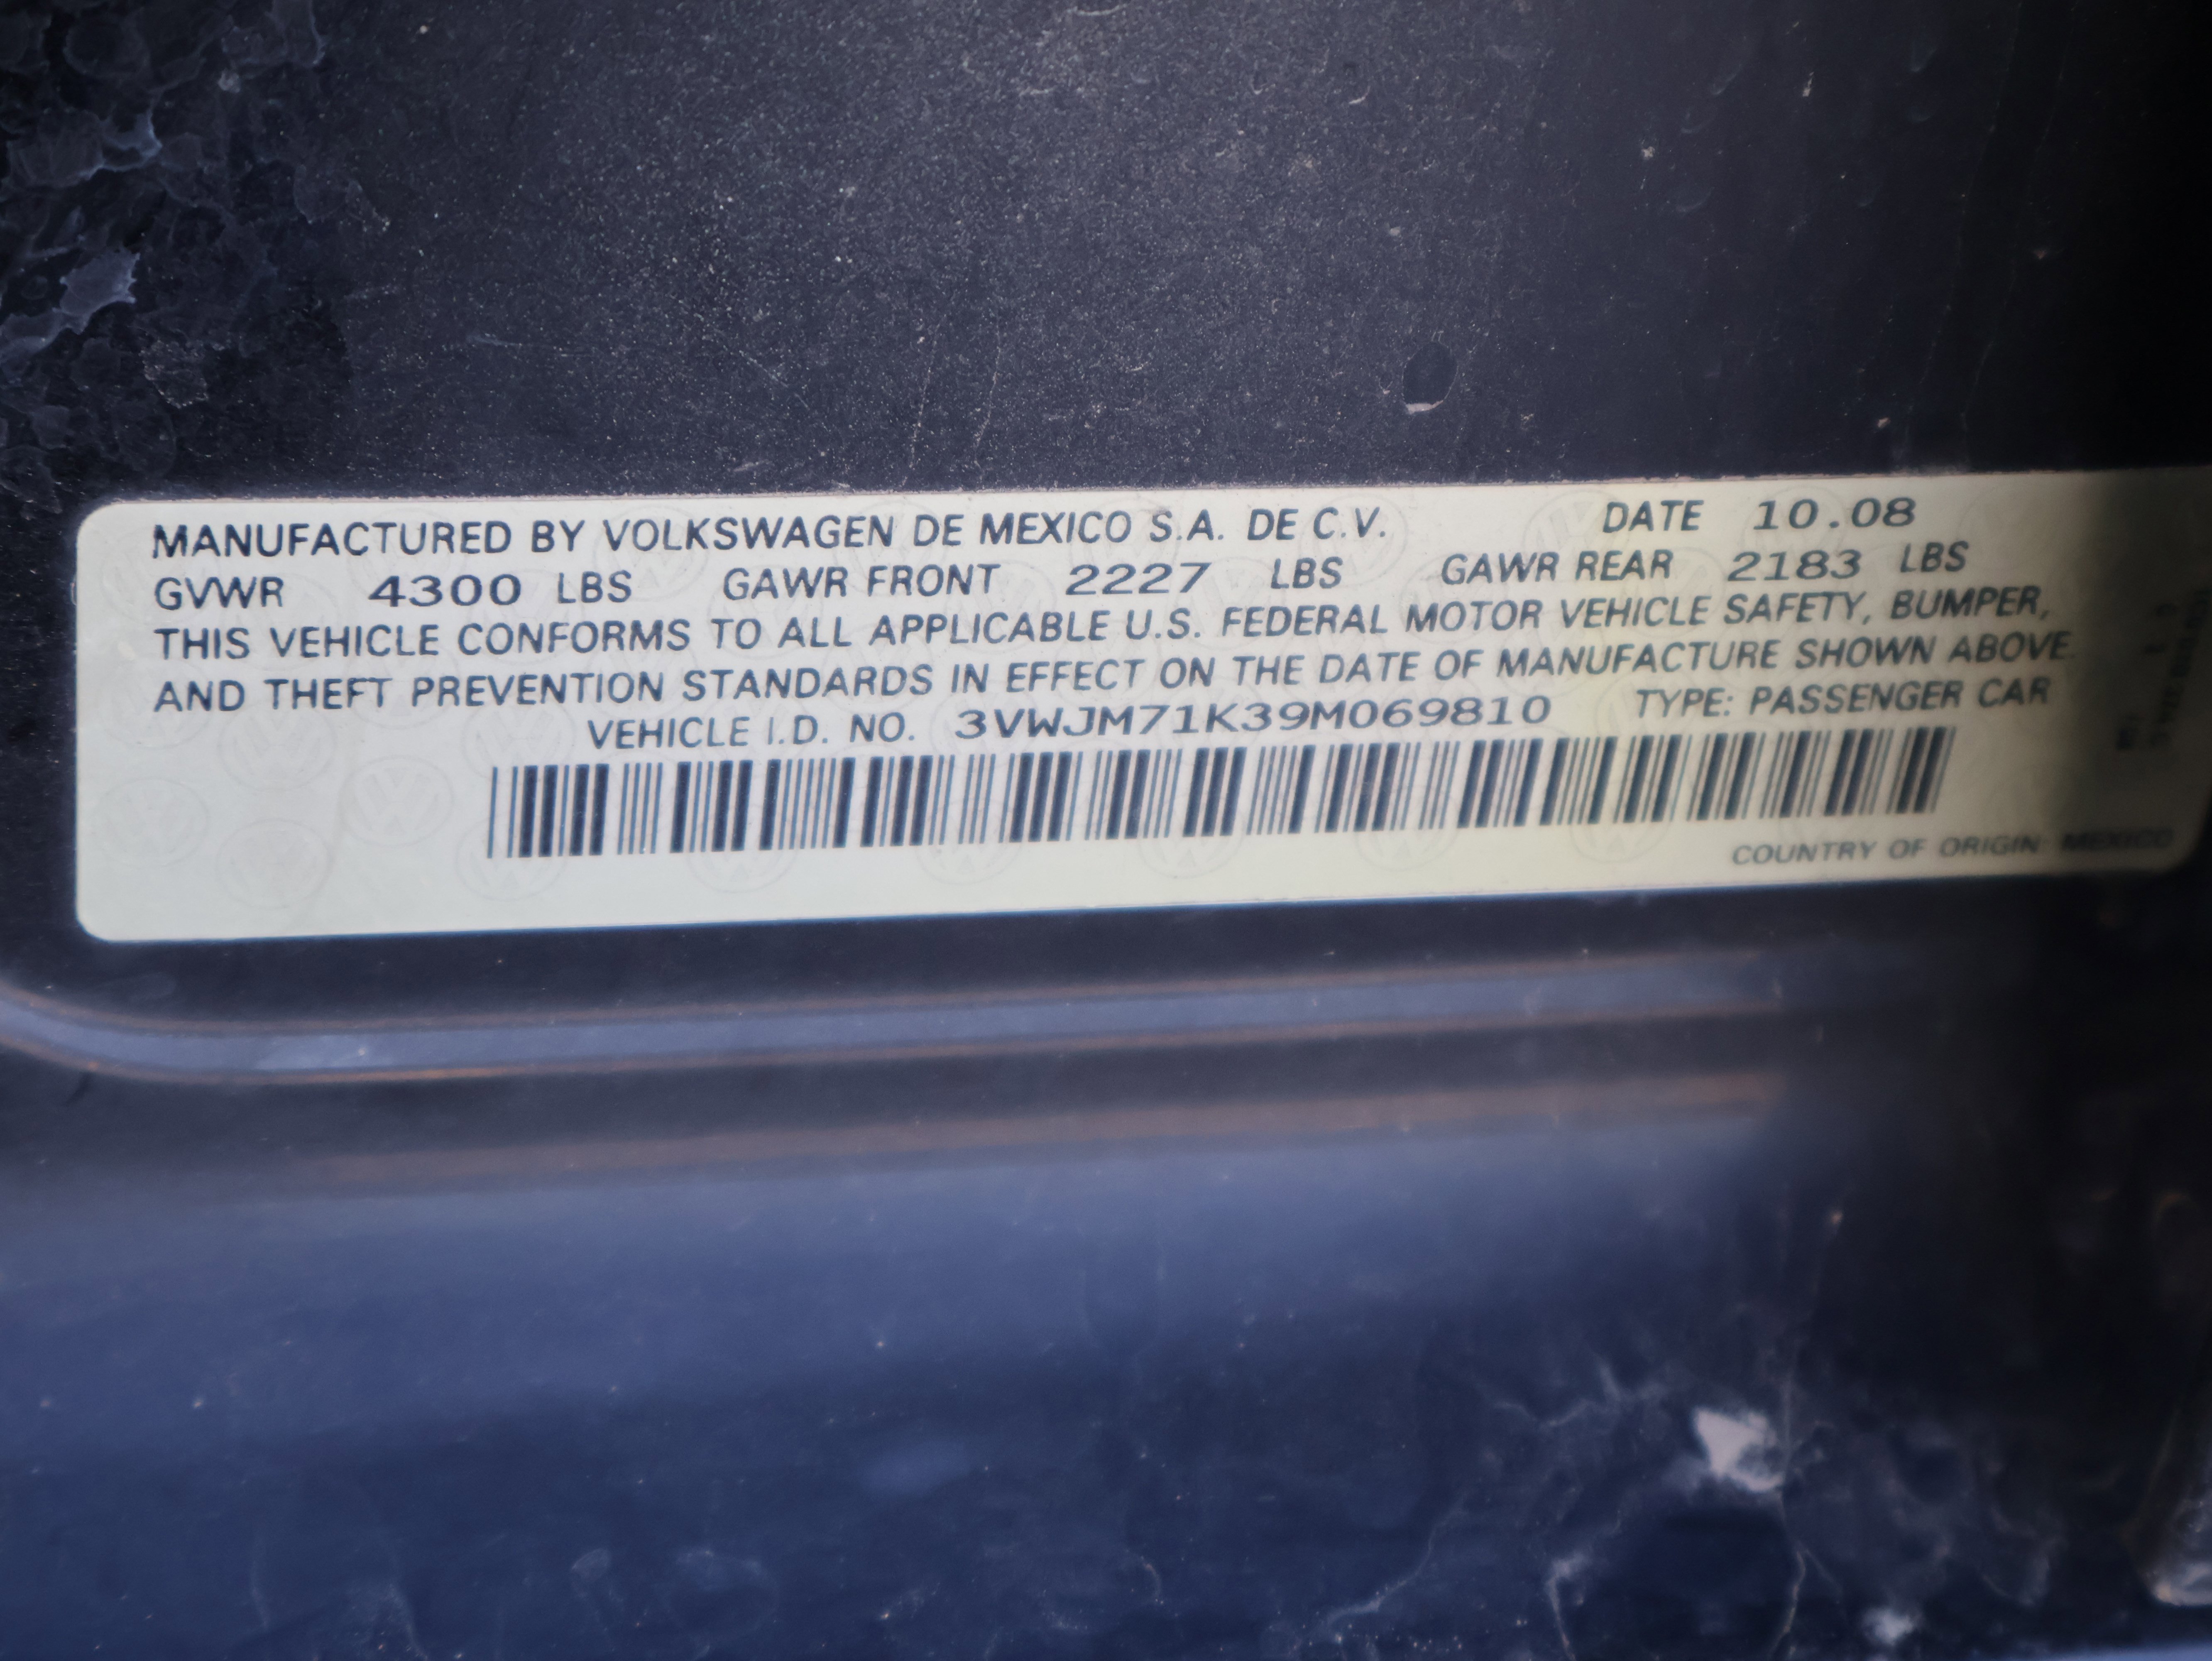 MANUFACTURED BY VOLKSWAGEN DE MEXICO S.A. DE C.V. DATE 10.08
GVWR 4300 LBS GAWR FRONT 2227 LBS GAWR REAR 2183 LBS
THIS VEHICLE CONFORMS TO ALL APPLICABLE U.S. FEDERAL MOTOR VEHICLE SAFETY, BUMPER,
AND THEFT PREVENTION STANDARDS IN EFFECT ON THE DATE OF MANUFACTURE SHOWN ABOVE.
VEHICLE I.D. NO. 3VWJM71K39M069810 TYPE: PASSENGER CAR
COUNTRY OF ORIGIN: MEXICO